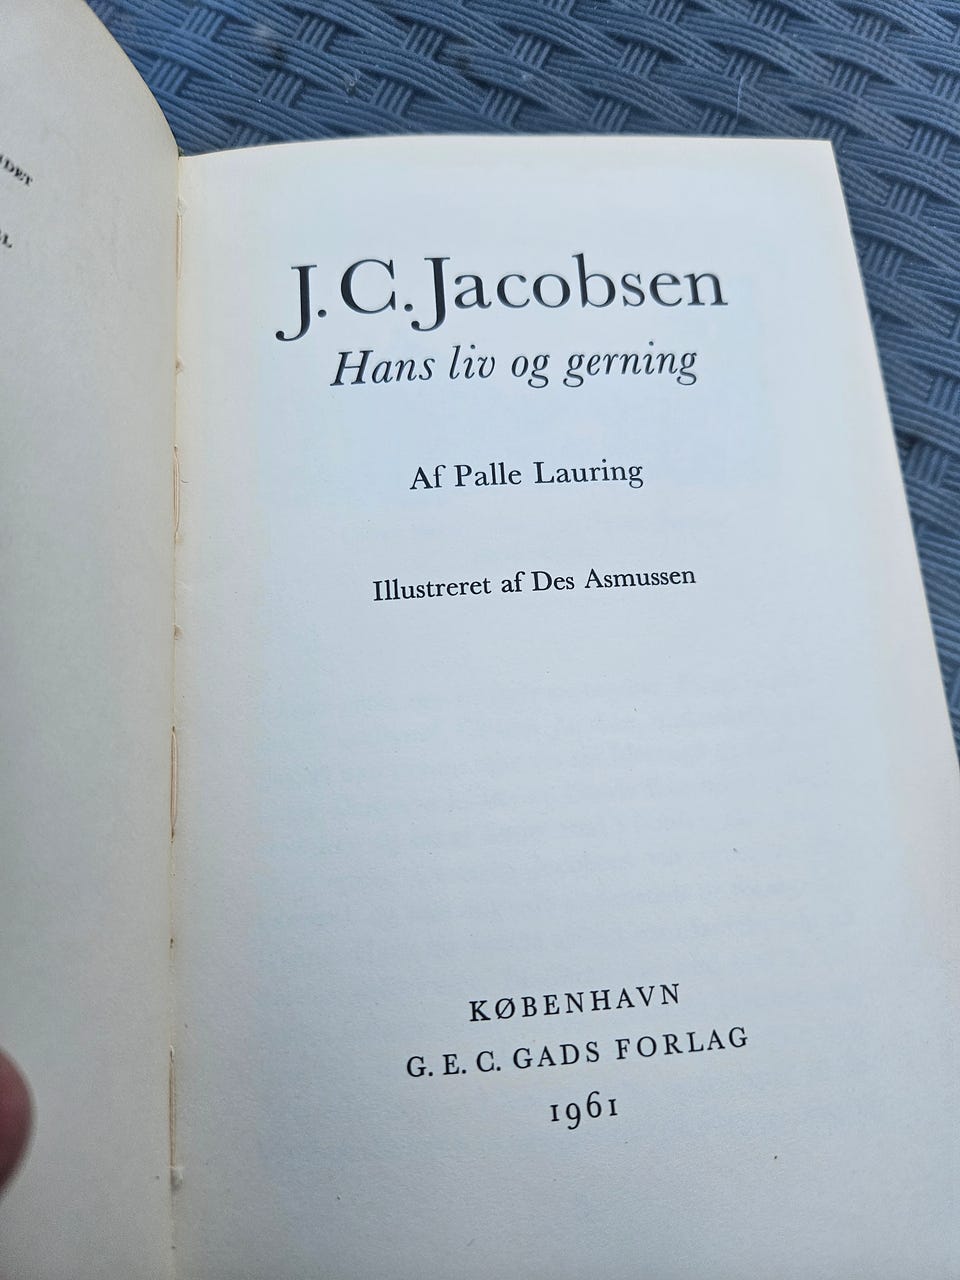 J. C. Jacobsen
Hans liv og gerning
Af Palle Lauring
Illustreret af Des Asmussen
KØBENHAVN
G. E. C. GADS FORLAG
1961